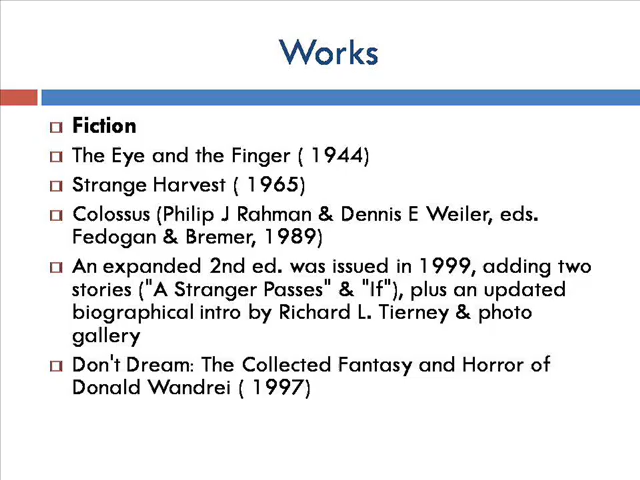 Works
Fiction
The Eye and the Finger ( 1944)
Strange Harvest ( 1965)
Colossus (Philip J Rahman & Dennis E Weiler, eds.
Fedogan & Bremer, 1989)
An expanded 2nd ed. was issued in 1999, adding two
stories ("A Stranger Passes" & "If"), plus an updated
biographical intro by Richard L. Tierney & photo
gallery
Don't Dream: The Collected Fantasy and Horror of
Donald Wandrei ( 1997)